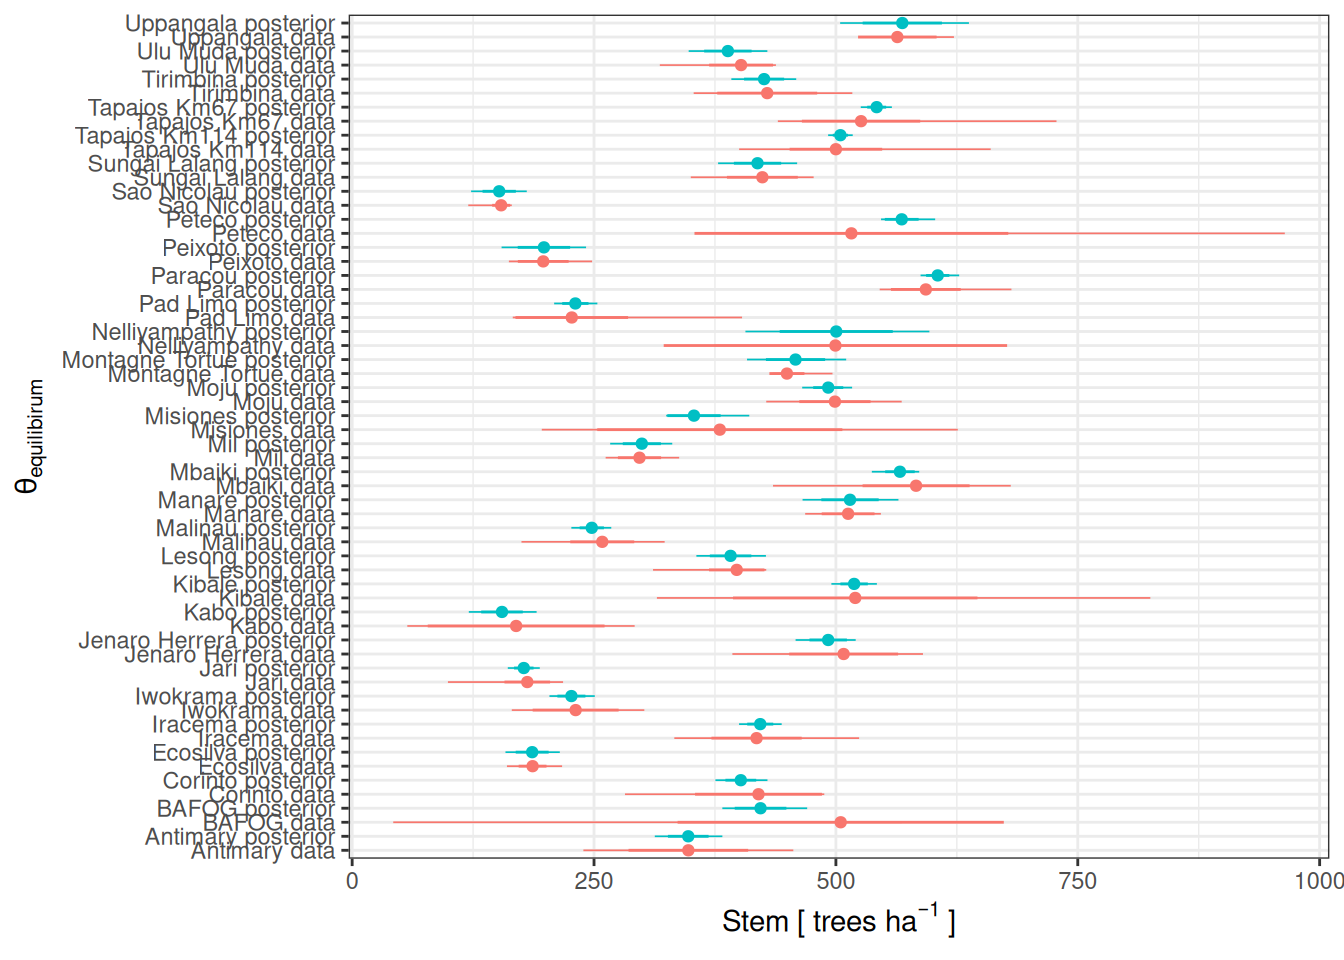 Uppangala posterior
Uppangala data
Ulu Muda posterior
Ulu Muda data
Tirimbina posterior
Tirimbina data
Tapajos Km67 posterior
Tapajos Km67 data
Tapajos Km114 posterior
Tapajos Km114 data
Sungai Lalang posterior
Sungai Lalang data
Sao Nicolau posterior
Sao Nicolau data
Peteco posterior
Peteco data
Peixoto posterior
Peixoto data
Paracou posterior
Paracou data
Pad Limo posterior
Pad Limo data
Nelliyampathy posterior
Nelliyampathy data
Montagne Tortue posterior
Montagne Tortue data
Moju posterior
Moju data
Misiones posterior
Misiones data
Mil posterior
Mil data
Mbaiki posterior
Mbaiki data
Manare posterior
Manare data
Malinau posterior
Malinau data
Lesong posterior
Lesong data
Kibale posterior
Kibale data
Kabo posterior
Kabo data
Jenaro Herrera posterior
Jenaro Herrera data
Jari posterior
Jari data
Iwokrama posterior
Iwokrama data
Iracema posterior
Iracema data
Ecosilva posterior
Ecosilva data
Corinto posterior
Corinto data
BAFOG posterior
BAFOG data
Antimary posterior
Antimary data
θequilibirum
0 250 500 750 1000
Stem [ trees ha−1 ]